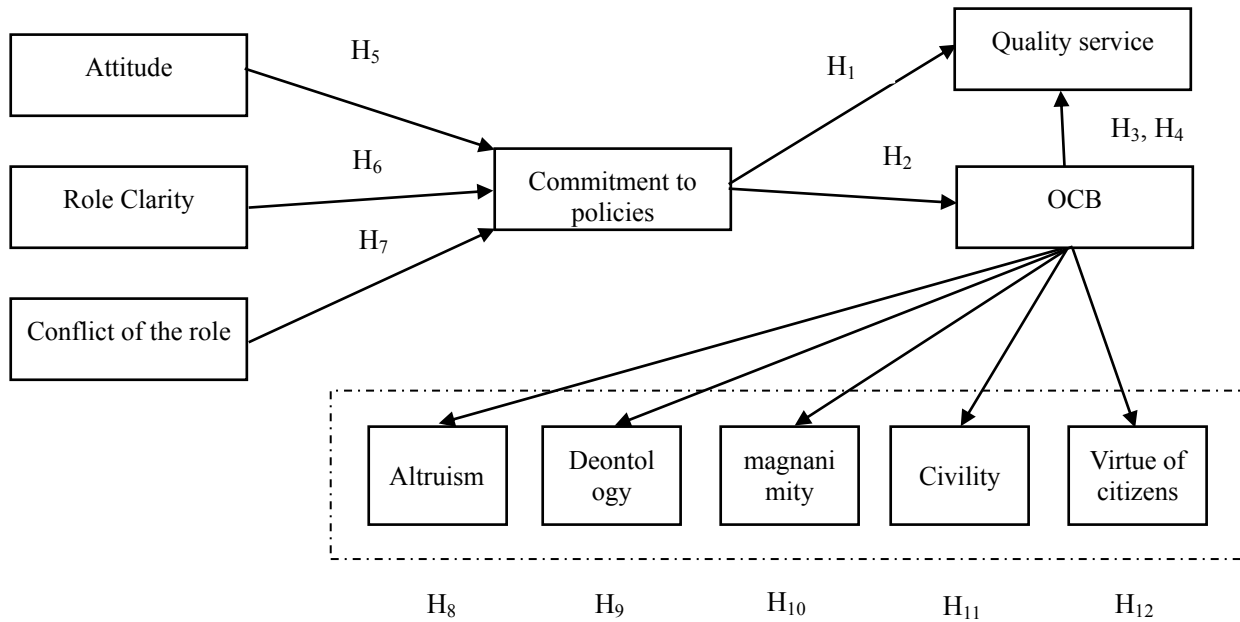 Attitude
H5
Quality service
H1
H3, H4
Role Clarity
H6
Commitment to
policies
H2
OCB
H7
Conflict of the role
Altruism
Deontol
ogy
magnani
mity
Civility
Virtue of
citizens
H8
H9
H10
H11
H12